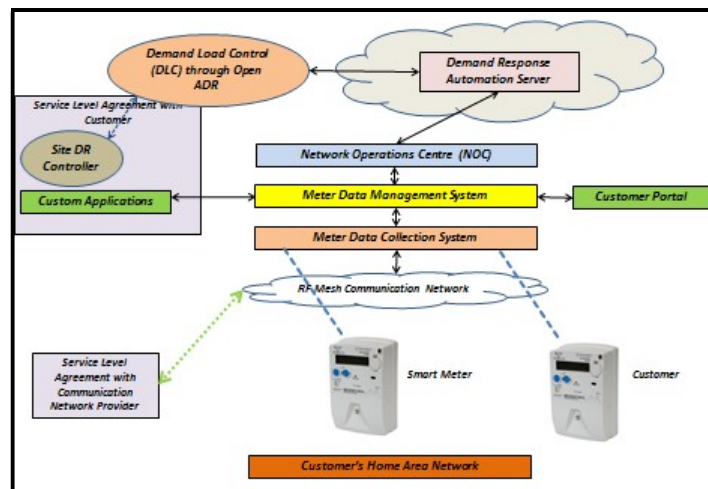 Demand Load Control
(DLC) through Open
ADR
Demand Response
Automation Server
Service Level Agreement with
Customer
Site DR
Controller
Network Operations Centre (NOC)
Custom Applications
Meter Data Management System
Customer Portal
Meter Data Collection System
RF Mesh Communication Network
Service Level
Agreement with
Communication
Network Provider
Smart Meter
Customer
Customer's Home Area Network